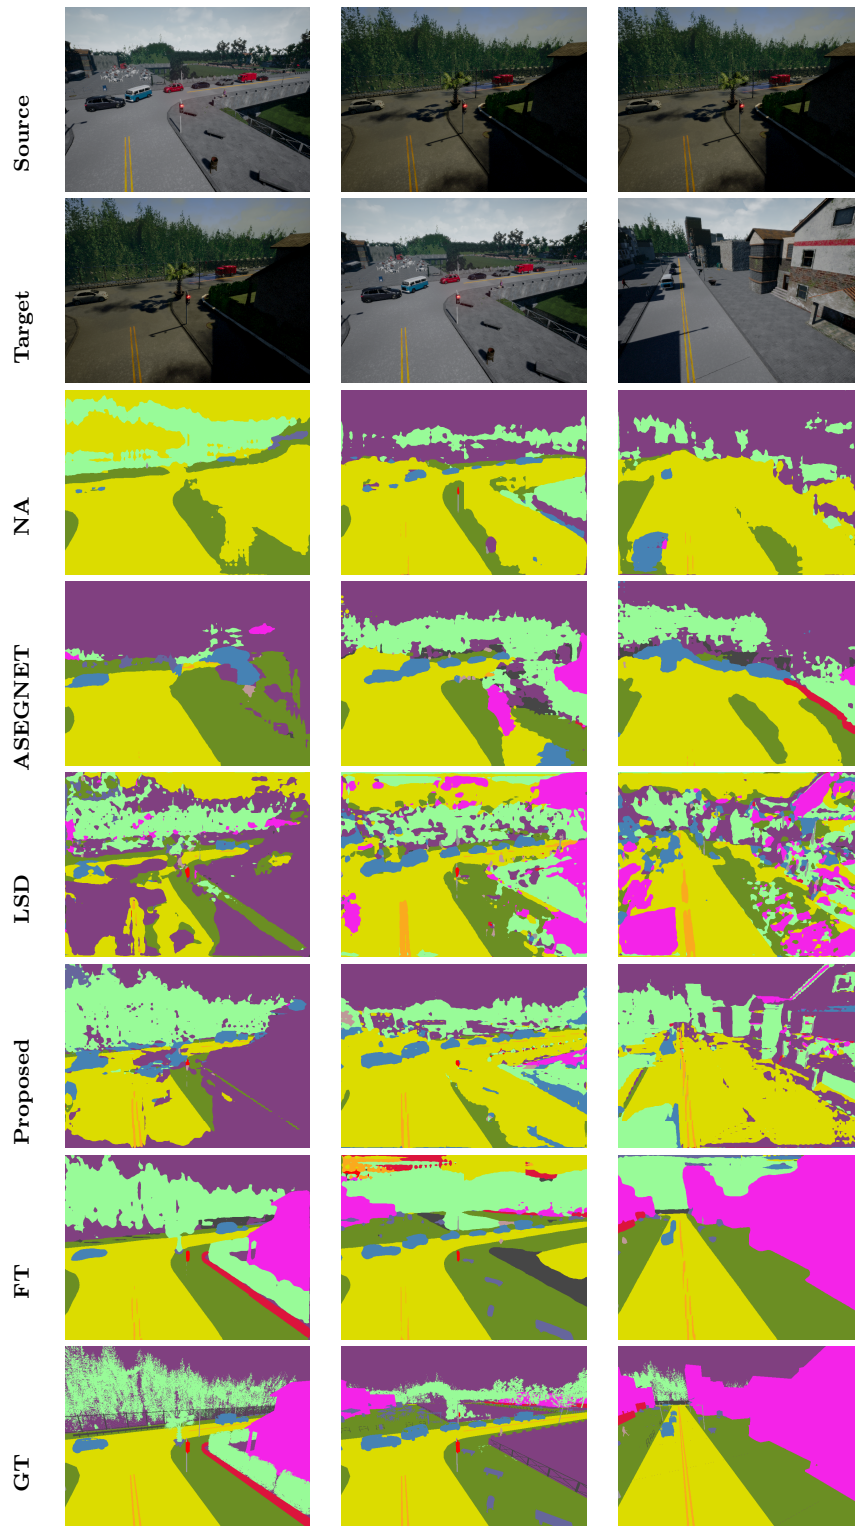 Source
Target
NA
ASEGNET
LSD
Proposed
FT
GT